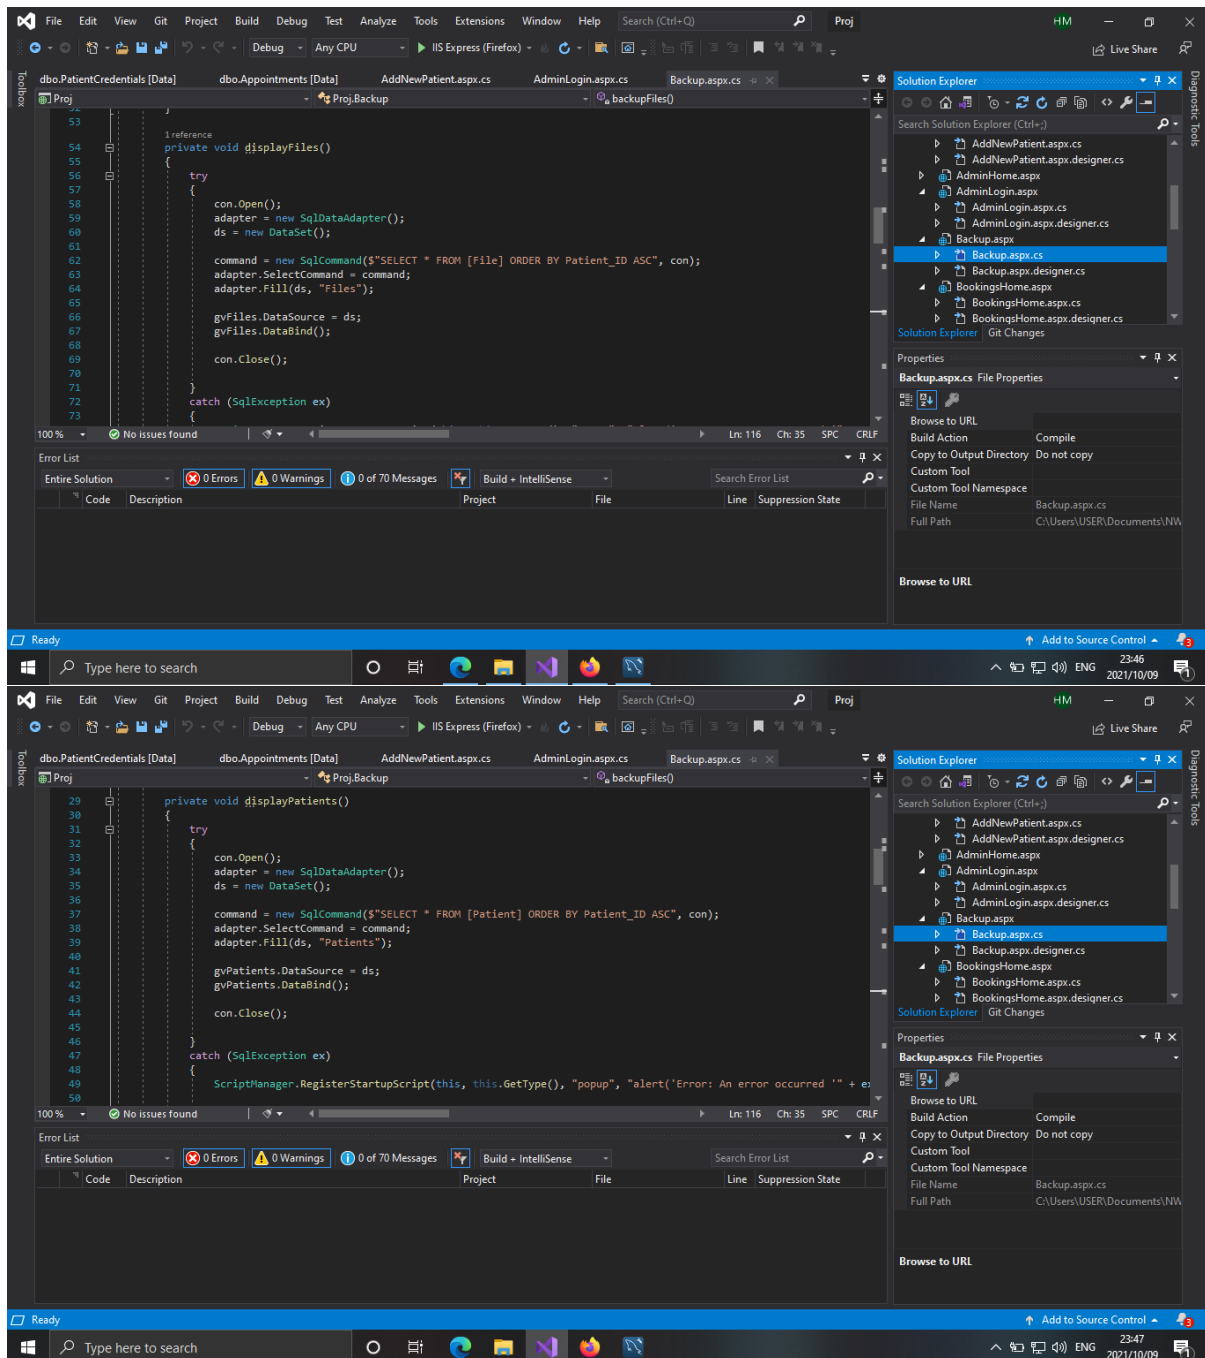 File Edit View Git Project Build Debug Test Analyze Tools Extensions Window Help Search (Ctrl+Q) Proj HM
Debug Any CPU IIS Express (Firefox) Live Share
Toolbox
dbo.PatientCredentials [Data] dbo.Appointments [Data] AddNewPatient.aspx.cs AdminLogin.aspx.cs Backup.aspx.cs
Proj Proj.Backup backupFiles()
52 }
53
1 reference
54 private void displayFiles()
55 {
56 try
57 {
58 con.Open();
59 adapter = new SqlDataAdapter();
60 ds = new DataSet();
61
62 command = new SqlCommand($"SELECT * FROM [File] ORDER BY Patient_ID ASC", con);
63 adapter.SelectCommand = command;
64 adapter.Fill(ds, "Files");
65
66 gvFiles.DataSource = ds;
67 gvFiles.DataBind();
68
69 con.Close();
70
71 }
72 catch (SqlException ex)
73 {
100 % No issues found Ln: 116 Ch: 35 SPC CRLF
Error List
Entire Solution 0 Errors 0 Warnings 0 of 70 Messages Build + IntelliSense Search Error List
Code Description Project File Line Suppression State
Solution Explorer
Search Solution Explorer (Ctrl+;)
AddNewPatient.aspx.cs
AddNewPatient.aspx.designer.cs
AdminHome.aspx
AdminLogin.aspx
AdminLogin.aspx.cs
AdminLogin.aspx.designer.cs
Backup.aspx
Backup.aspx.cs
Backup.aspx.designer.cs
BookingsHome.aspx
BookingsHome.aspx.cs
BookingsHome.aspx.designer.cs
Solution Explorer Git Changes
Properties
Backup.aspx.cs File Properties
Browse to URL
Build Action Compile
Copy to Output Directory Do not copy
Custom Tool
Custom Tool Namespace
File Name Backup.aspx.cs
Full Path C:\Users\USER\Documents\NW
Browse to URL
Diagnostic Tools
Ready Add to Source Control 3
Type here to search ENG 23:46
2021/10/09 1
File Edit View Git Project Build Debug Test Analyze Tools Extensions Window Help Search (Ctrl+Q) Proj HM
Debug Any CPU IIS Express (Firefox) Live Share
Toolbox
dbo.PatientCredentials [Data] dbo.Appointments [Data] AddNewPatient.aspx.cs AdminLogin.aspx.cs Backup.aspx.cs
Proj Proj.Backup backupFiles()
29 private void displayPatients()
30 {
31 try
32 {
33 con.Open();
34 adapter = new SqlDataAdapter();
35 ds = new DataSet();
36
37 command = new SqlCommand($"SELECT * FROM [Patient] ORDER BY Patient_ID ASC", con);
38 adapter.SelectCommand = command;
39 adapter.Fill(ds, "Patients");
40
41 gvPatients.DataSource = ds;
42 gvPatients.DataBind();
43
44 con.Close();
45
46 }
47 catch (SqlException ex)
48 {
49 ScriptManager.RegisterStartupScript(this, this.GetType(), "popup", "alert('Error: An error occurred '" + ex
50
100 % No issues found Ln: 116 Ch: 35 SPC CRLF
Error List
Entire Solution 0 Errors 0 Warnings 0 of 70 Messages Build + IntelliSense Search Error List
Code Description Project File Line Suppression State
Solution Explorer
Search Solution Explorer (Ctrl+;)
AddNewPatient.aspx.cs
AddNewPatient.aspx.designer.cs
AdminHome.aspx
AdminLogin.aspx
AdminLogin.aspx.cs
AdminLogin.aspx.designer.cs
Backup.aspx
Backup.aspx.cs
Backup.aspx.designer.cs
BookingsHome.aspx
BookingsHome.aspx.cs
BookingsHome.aspx.designer.cs
Solution Explorer Git Changes
Properties
Backup.aspx.cs File Properties
Browse to URL
Build Action Compile
Copy to Output Directory Do not copy
Custom Tool
Custom Tool Namespace
File Name Backup.aspx.cs
Full Path C:\Users\USER\Documents\NW
Browse to URL
Diagnostic Tools
Ready Add to Source Control 3
Type here to search ENG 23:47
2021/10/09 1